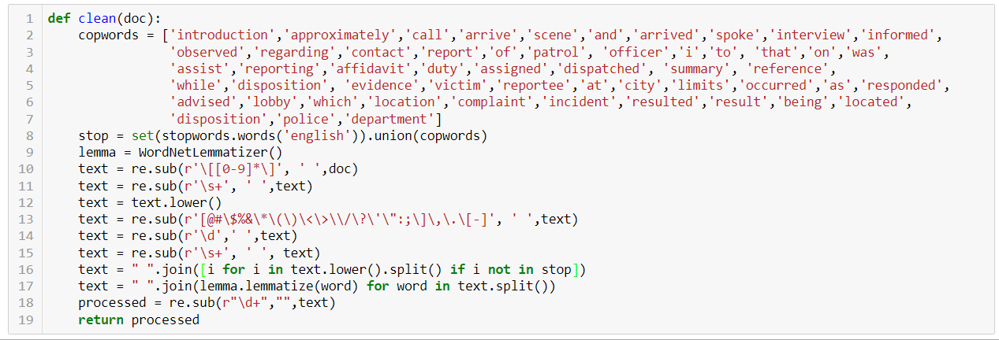 1 def clean(doc):
2     copwords = ['introduction','approximately','call','arrive','scene','and','arrived','spoke','interview','informed',
3                 'observed','regarding','contact','report','of','patrol', 'officer','i','to', 'that','on','was',
4                 'assist','reporting','affidavit','duty','assigned','dispatched', 'summary', 'reference',
5                 'while','disposition', 'evidence','victim','reportee','at','city','limits','occurred','as','responded',
6                 'advised','lobby','which','location','complaint','incident','resulted','result','being','located',
7                 'disposition','police','department']
8     stop = set(stopwords.words('english')).union(copwords)
9     lemma = WordNetLemmatizer()
10     text = re.sub(r'\[[0-9]*\]', ' ',doc)
11     text = re.sub(r'\s+', ' ',text)
12     text = text.lower()
13     text = re.sub(r'[@#\$%&\*\(\)\<\>\\/\?\'\":;\]\,\.\[-]', ' ',text)
14     text = re.sub(r'\d',' ',text)
15     text = re.sub(r'\s+', ' ', text)
16     text = " ".join([i for i in text.lower().split() if i not in stop])
17     text = " ".join(lemma.lemmatize(word) for word in text.split())
18     processed = re.sub(r"\d+","",text)
19     return processed